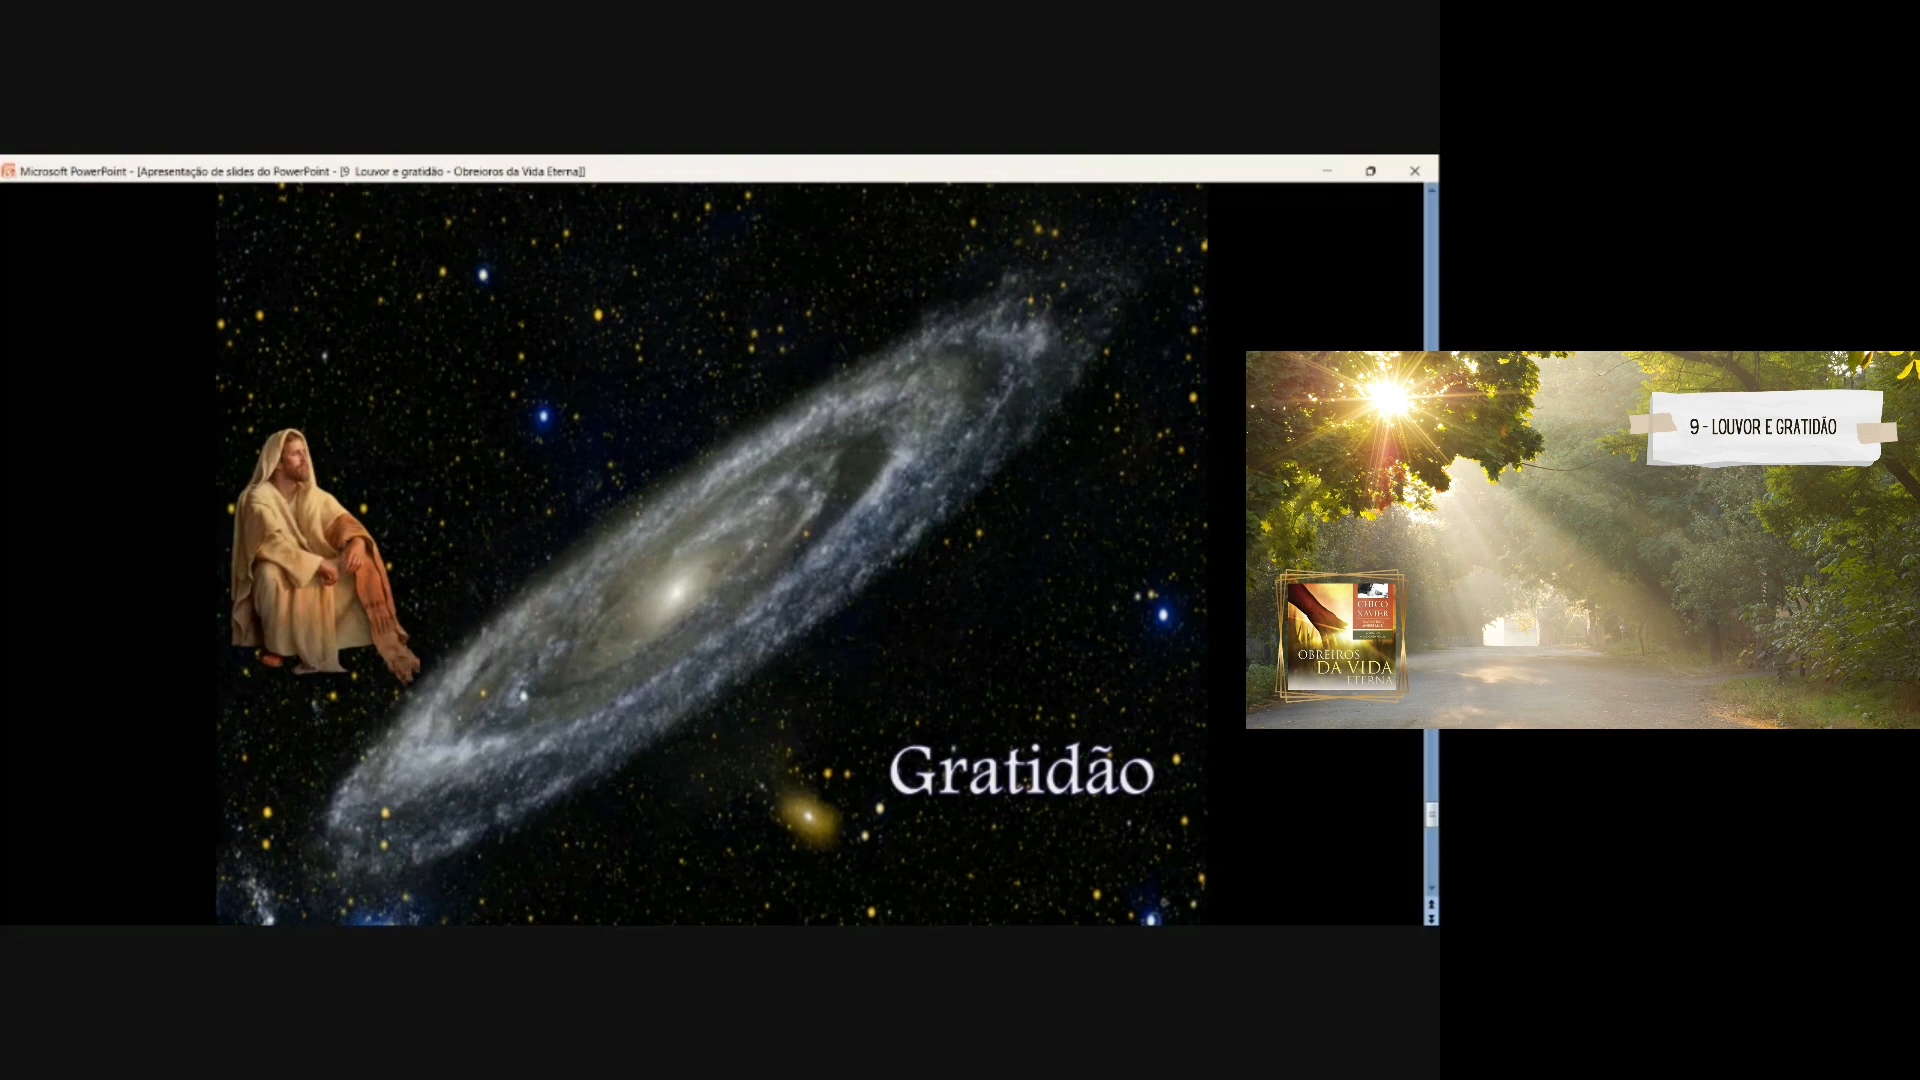 Microsoft PowerPoint - [Apresentação de slides do PowerPoint - [9 Louvor e gratidão - Obreioros da Vida Eterna]]
Gratidão
9 - LOUVOR E GRATIDÃO
CHICO
XAVIER
OBREIROS
DA VIDA
ETERNA